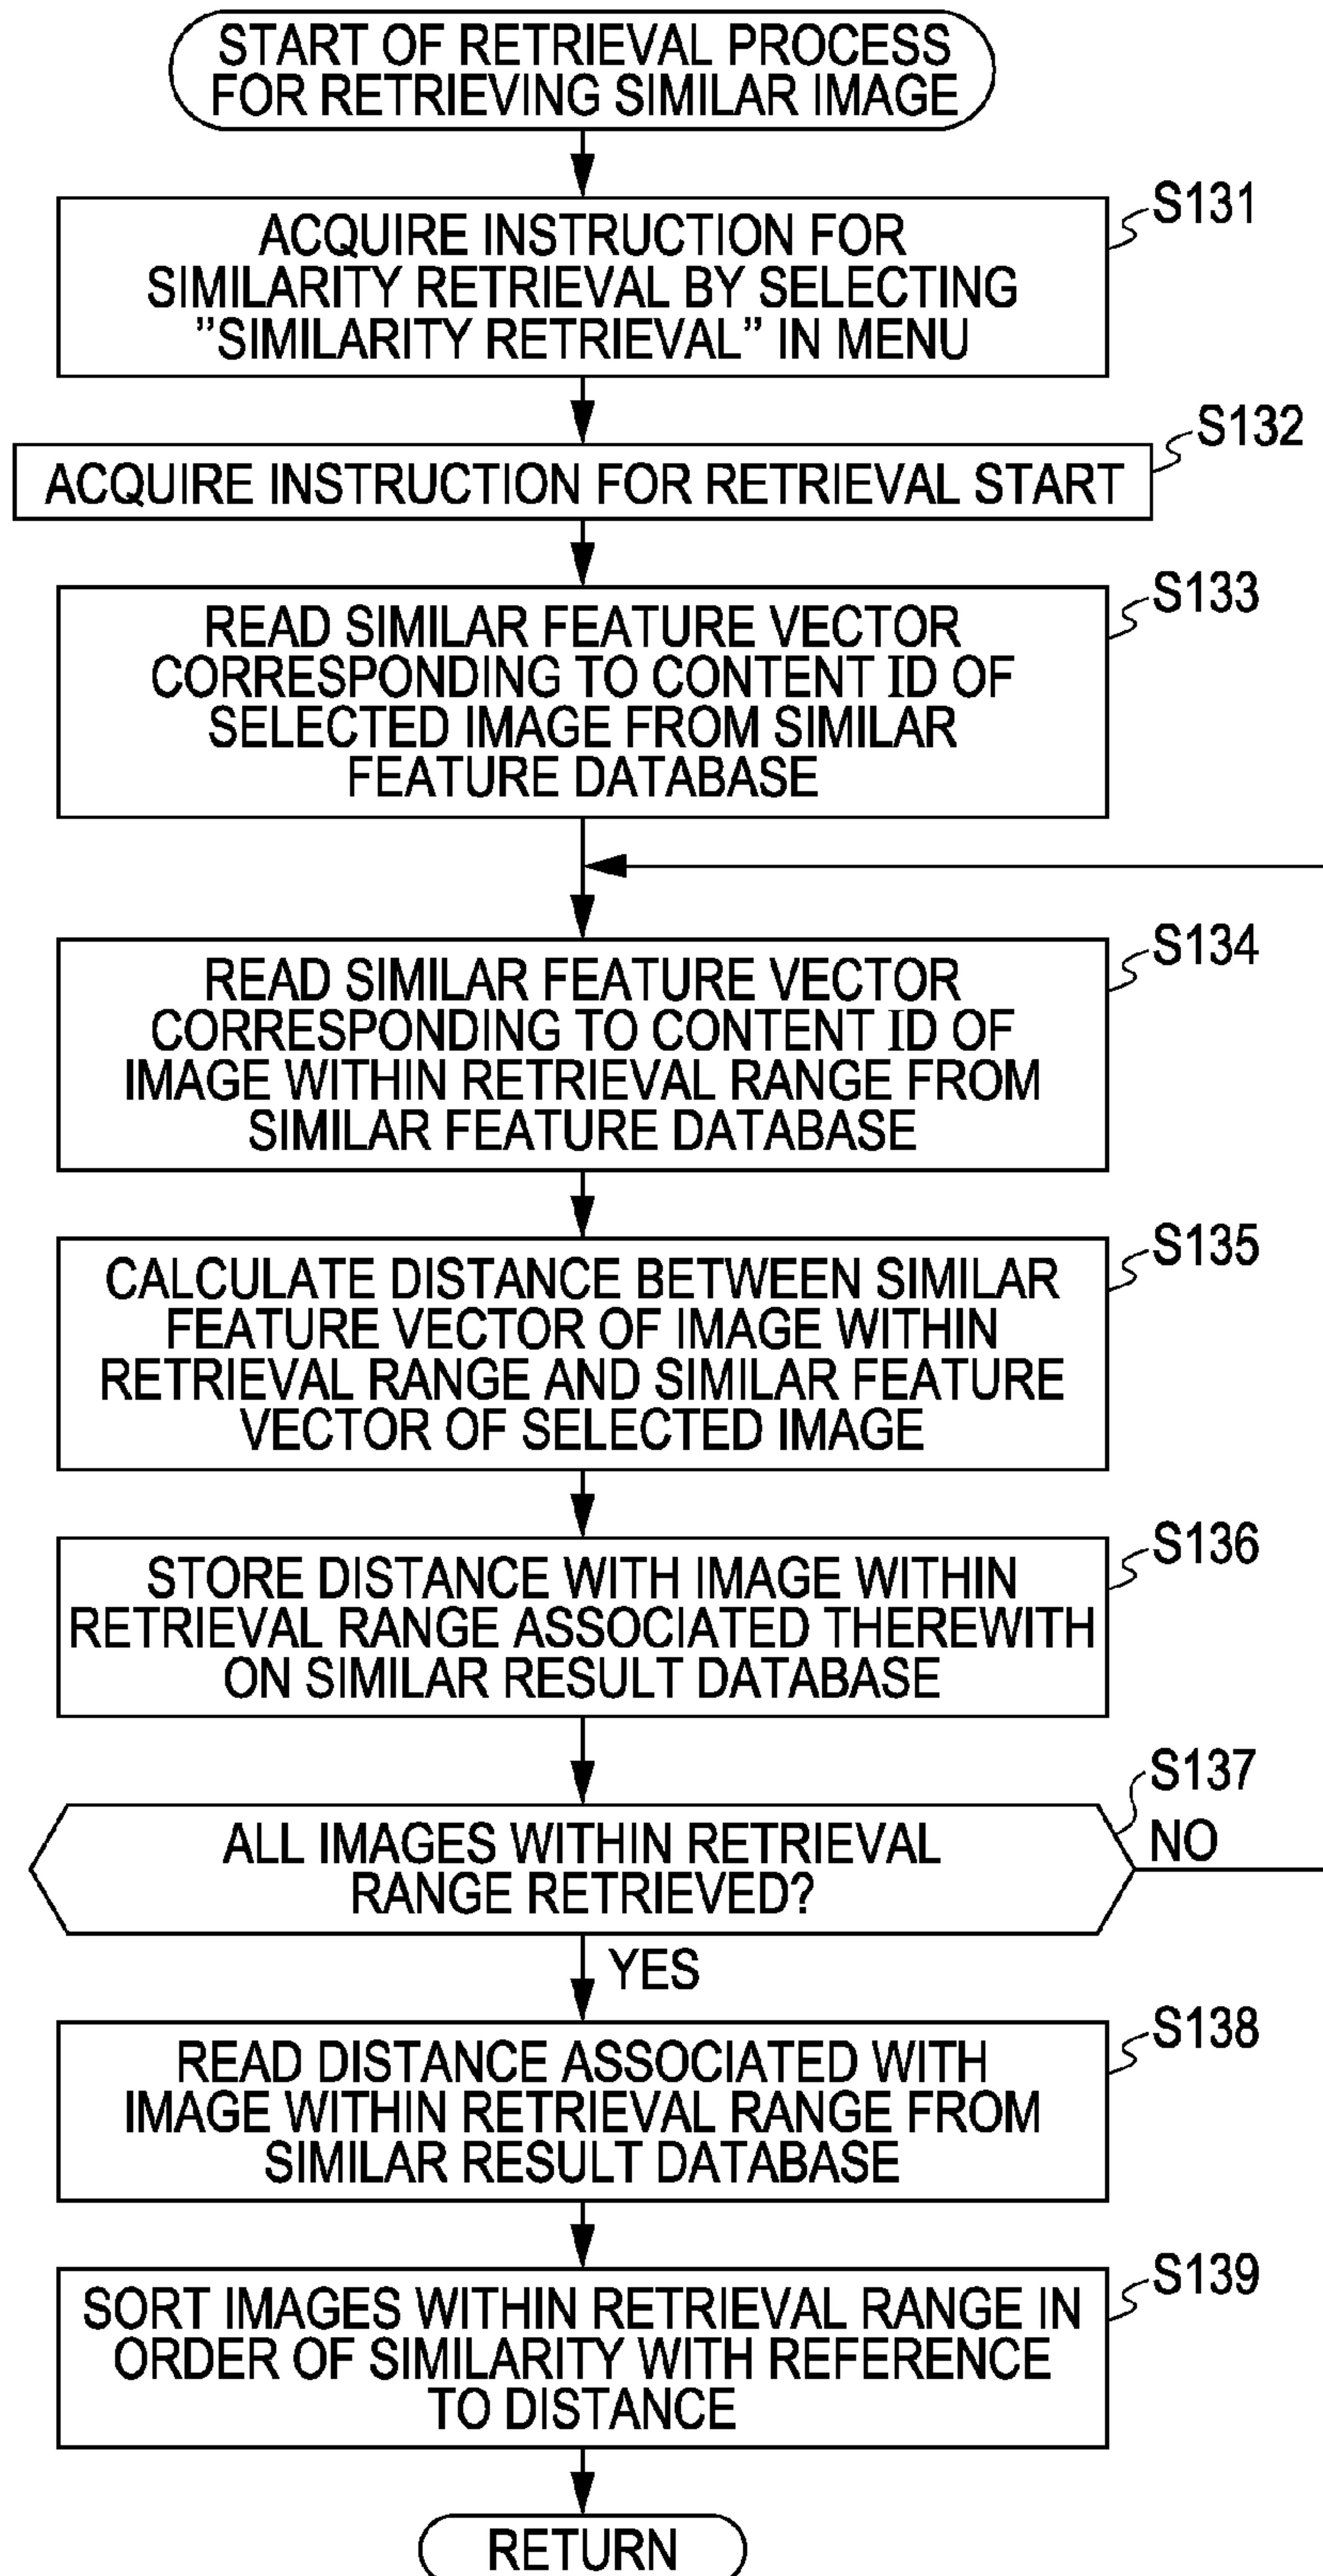 START OF RETRIEVAL PROCESS
FOR RETRIEVING SIMILAR IMAGE
S131
ACQUIRE INSTRUCTION FOR
SIMILARITY RETRIEVAL BY SELECTING
"SIMILARITY RETRIEVAL" IN MENU
S132
ACQUIRE INSTRUCTION FOR RETRIEVAL START
S133
READ SIMILAR FEATURE VECTOR
CORRESPONDING TO CONTENT ID OF
SELECTED IMAGE FROM SIMILAR
FEATURE DATABASE
S134
READ SIMILAR FEATURE VECTOR
CORRESPONDING TO CONTENT ID OF
IMAGE WITHIN RETRIEVAL RANGE FROM
SIMILAR FEATURE DATABASE
S135
CALCULATE DISTANCE BETWEEN SIMILAR
FEATURE VECTOR OF IMAGE WITHIN
RETRIEVAL RANGE AND SIMILAR FEATURE
VECTOR OF SELECTED IMAGE
S136
STORE DISTANCE WITH IMAGE WITHIN
RETRIEVAL RANGE ASSOCIATED THEREWITH
ON SIMILAR RESULT DATABASE
S137
ALL IMAGES WITHIN RETRIEVAL
RANGE RETRIEVED?
NO
YES
S138
READ DISTANCE ASSOCIATED WITH
IMAGE WITHIN RETRIEVAL RANGE FROM
SIMILAR RESULT DATABASE
S139
SORT IMAGES WITHIN RETRIEVAL RANGE IN
ORDER OF SIMILARITY WITH REFERENCE
TO DISTANCE
RETURN